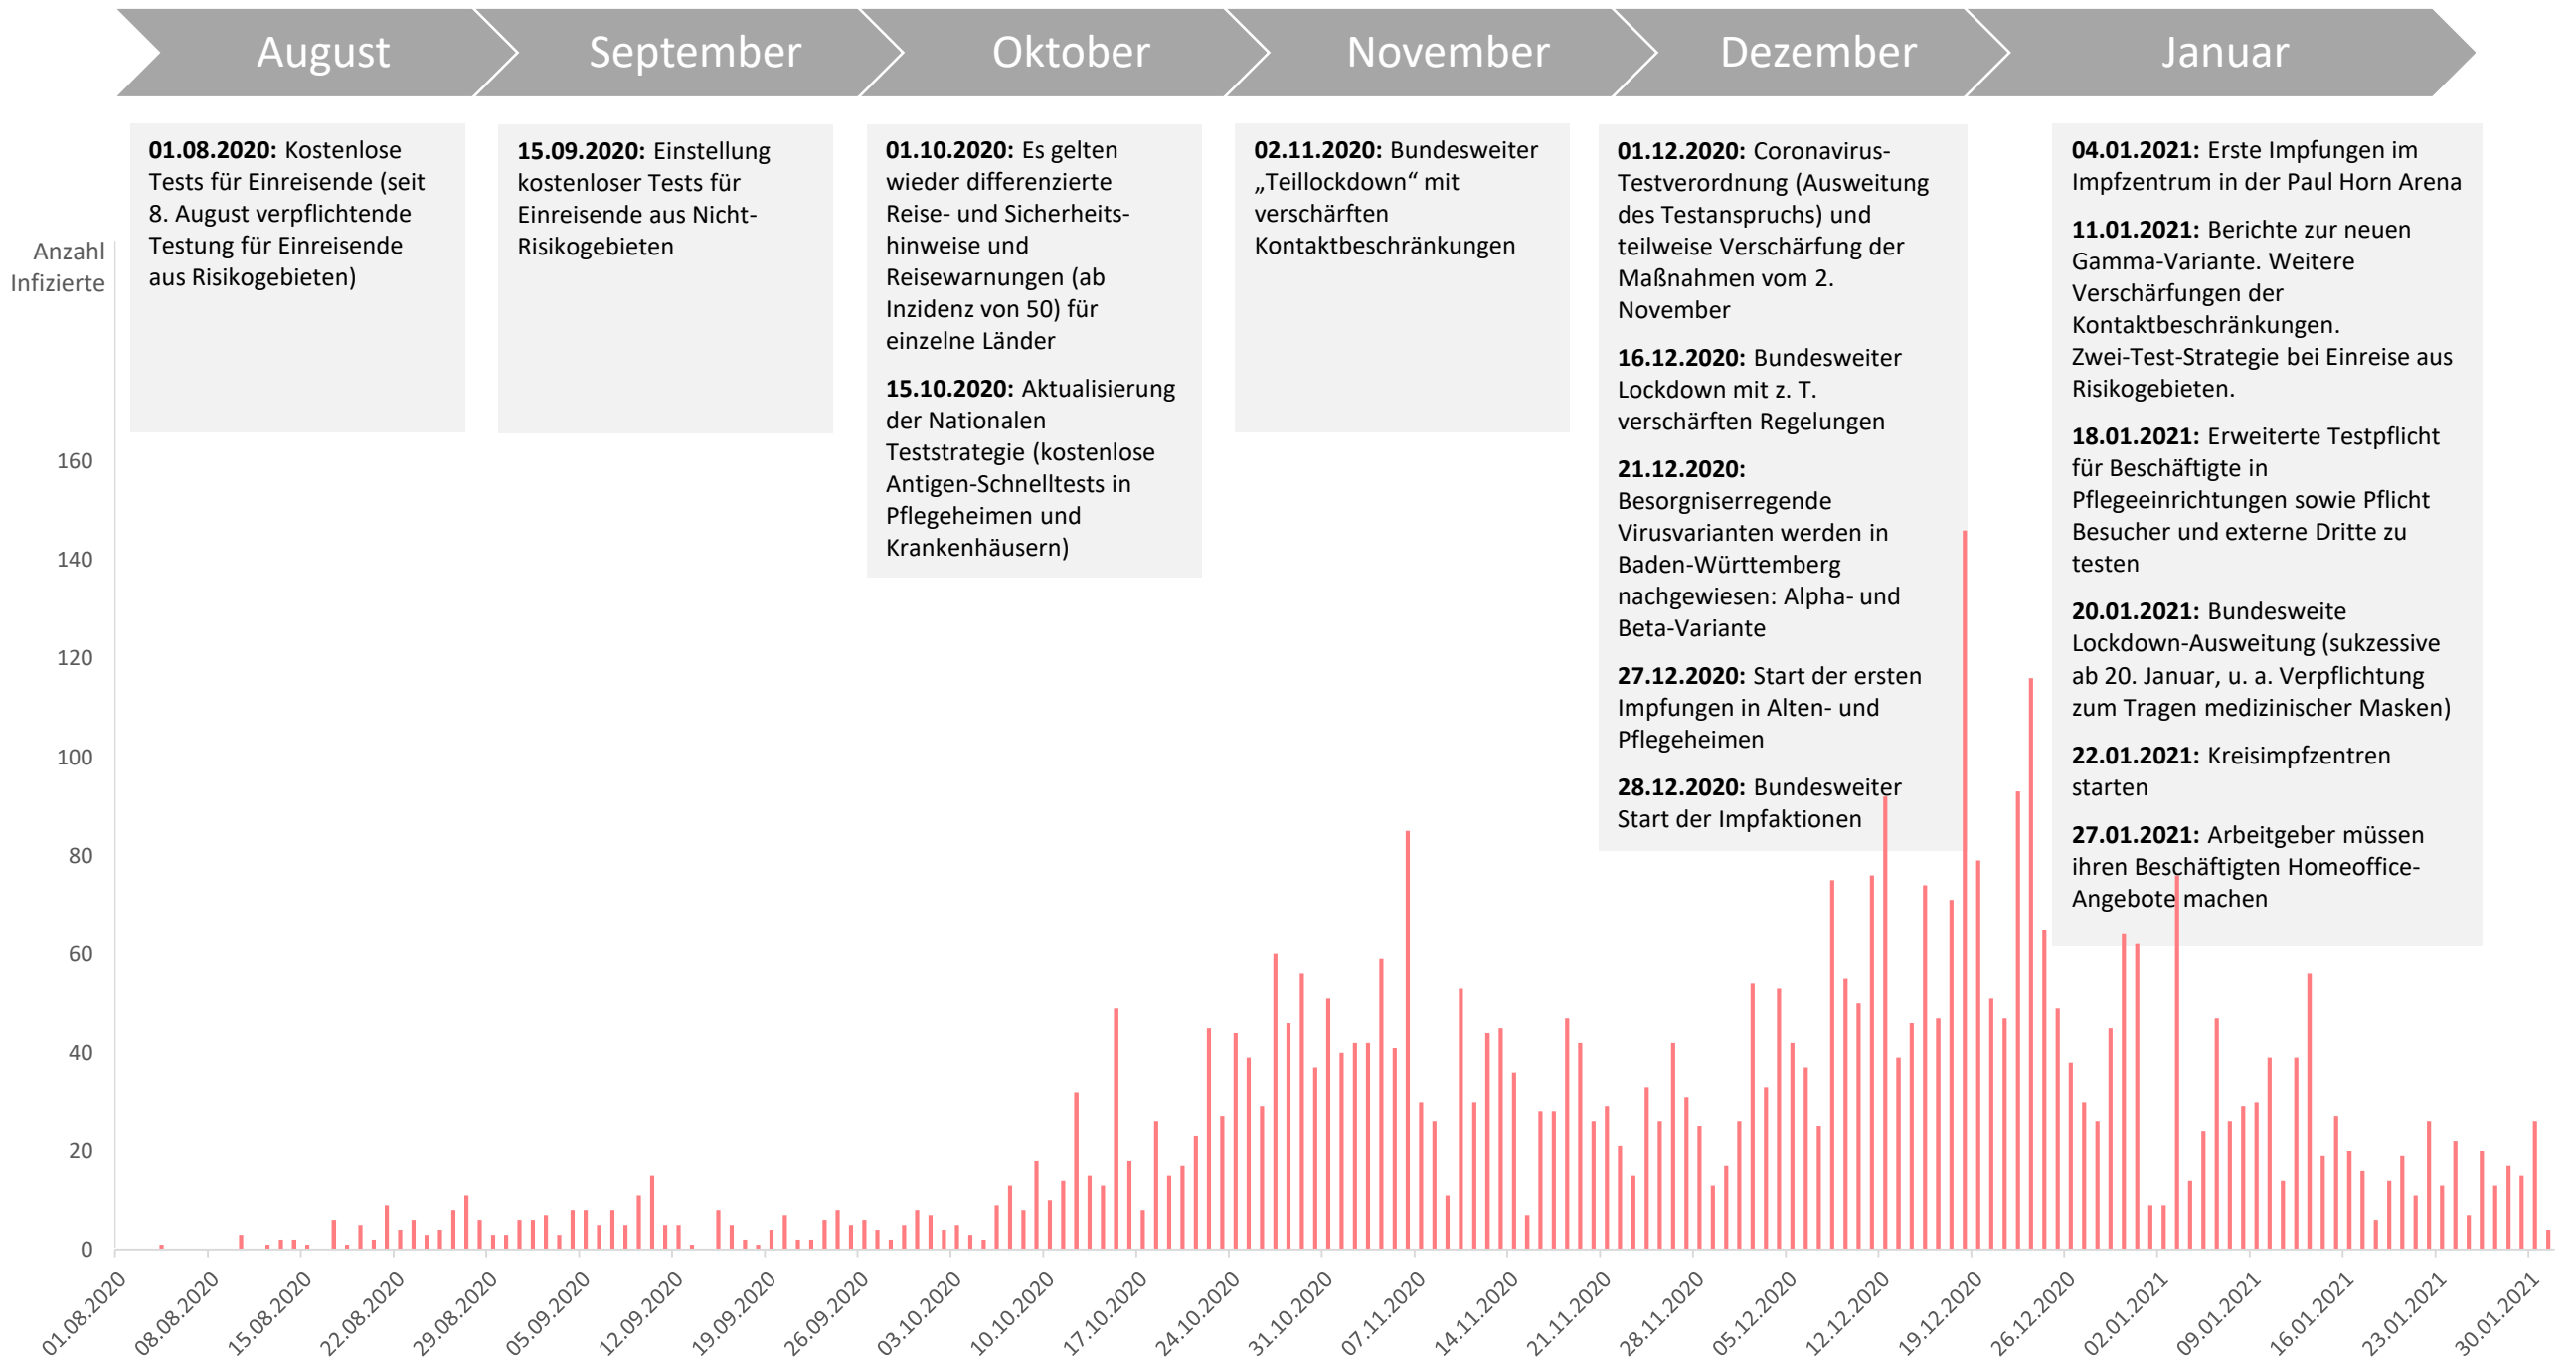 August
September
Oktober
November
Dezember
Januar
01.08.2020: Kostenlose
Tests für Einreisende (seit
8. August verpflichtende
Testung für Einreisende
aus Risikogebieten)
15.09.2020: Einstellung
kostenloser Tests für
Einreisende aus Nicht-
Risikogebieten
01.10.2020: Es gelten
wieder differenzierte
Reise- und Sicherheits-
hinweise und
Reisewarnungen (ab
Inzidenz von 50) für
einzelne Länder
15.10.2020: Aktualisierung
der Nationalen
Teststrategie (kostenlose
Antigen-Schnelltests in
Pflegeheimen und
Krankenhäusern)
02.11.2020: Bundesweiter
„Teillockdown“ mit
verschärften
Kontaktbeschränkungen
01.12.2020: Coronavirus-
Testverordnung (Ausweitung
des Testanspruchs) und
teilweise Verschärfung der
Maßnahmen vom 2.
November
16.12.2020: Bundesweiter
Lockdown mit z. T.
verschärften Regelungen
21.12.2020:
Besorgniserregende
Virusvarianten werden in
Baden-Württemberg
nachgewiesen: Alpha- und
Beta-Variante
27.12.2020: Start der ersten
Impfungen in Alten- und
Pflegeheimen
28.12.2020: Bundesweiter
Start der Impfaktionen
04.01.2021: Erste Impfungen im
Impfzentrum in der Paul Horn Arena
11.01.2021: Berichte zur neuen
Gamma-Variante. Weitere
Verschärfungen der
Kontaktbeschränkungen.
Zwei-Test-Strategie bei Einreise aus
Risikogebieten.
18.01.2021: Erweiterte Testpflicht
für Beschäftigte in
Pflegeeinrichtungen sowie Pflicht
Besucher und externe Dritte zu
testen
20.01.2021: Bundesweite
Lockdown-Ausweitung (sukzessive
ab 20. Januar, u. a. Verpflichtung
zum Tragen medizinischer Masken)
22.01.2021: Kreisimpfzentren
starten
27.01.2021: Arbeitgeber müssen
ihren Beschäftigten Homeoffice-
Angebote machen
Anzahl
Infizierte
160
140
120
100
80
60
40
20
0
01.08.2020
08.08.2020
15.08.2020
22.08.2020
29.08.2020
05.09.2020
12.09.2020
19.09.2020
26.09.2020
03.10.2020
10.10.2020
17.10.2020
24.10.2020
31.10.2020
07.11.2020
14.11.2020
21.11.2020
28.11.2020
05.12.2020
12.12.2020
19.12.2020
26.12.2020
02.01.2021
09.01.2021
16.01.2021
23.01.2021
30.01.2021